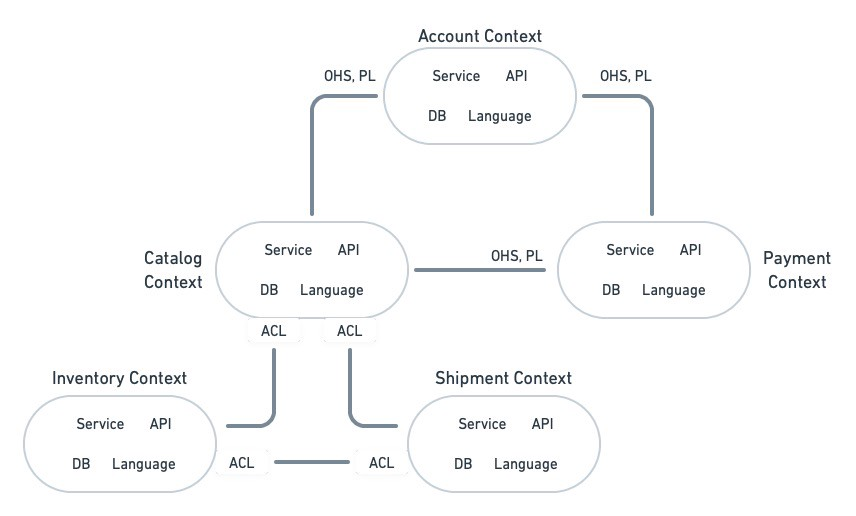 Account Context
OHS, PL
Service API
OHS, PL
DB Language
Catalog
Context
Service API
DB Language
OHS, PL
Service API
DB Language
Payment
Context
ACL
ACL
Inventory Context
Service API
DB Language
ACL
Shipment Context
Service API
DB Language
ACL